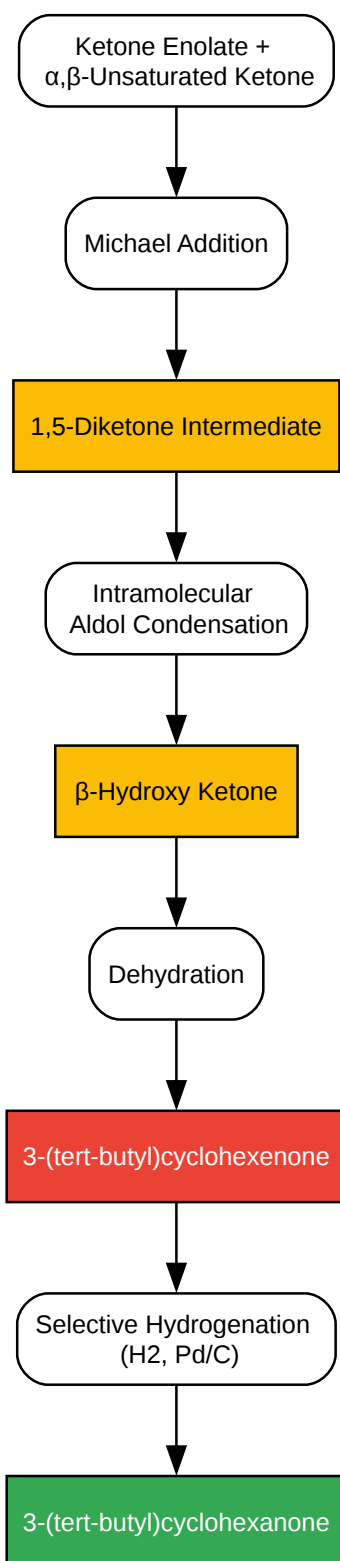 Ketone Enolate +
α,β-Unsaturated Ketone
Michael Addition
1,5-Diketone Intermediate
Intramolecular
Aldol Condensation
β-Hydroxy Ketone
Dehydration
3-(tert-butyl)cyclohexenone
Selective Hydrogenation
(H2, Pd/C)
3-(tert-butyl)cyclohexanone